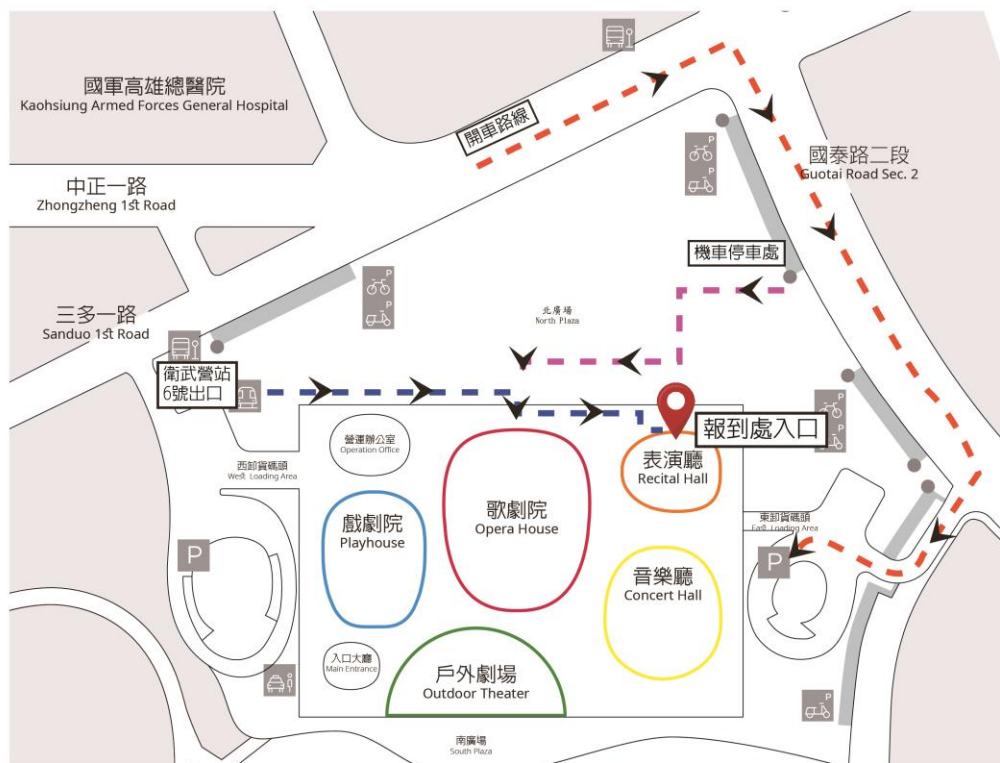 國軍高雄總醫院
Kaohsiung Armed Forces General Hospital
開車路線
中正一路
Zhongzheng 1st Road
國泰路二段
Guotai Road Sec. 2
P
P
機車停車處
三多一路
Sanduo 1st Road
北廣場
North Plaza
衛武營站
6號出口
營運辦公室
Operation Office
報到處入口
表演廳
Recital Hall
西卸貨碼頭
West Loading Area
歌劇院
Opera House
戲劇院
Playhouse
東卸貨碼頭
East Loading Area
P
P
音樂廳
Concert Hall
入口大廳
Main Entrance
戶外劇場
Outdoor Theater
P
南廣場
South Plaza